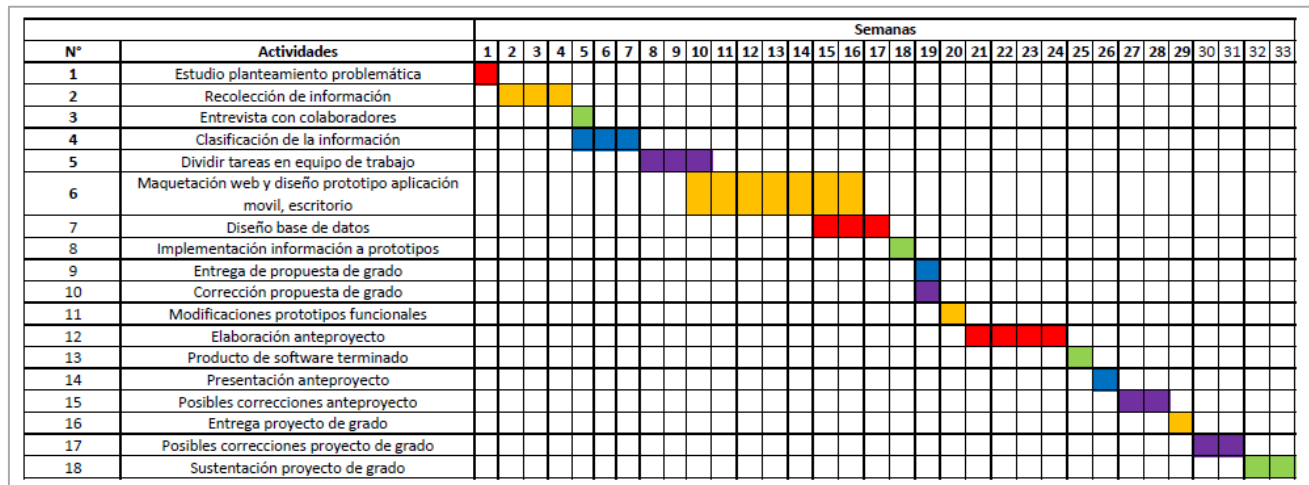 Semanas
N° Actividades 1 2 3 4 5 6 7 8 9 10 11 12 13 14 15 16 17 18 19 20 21 22 23 24 25 26 27 28 29 30 31 32 33
1 Estudio planteamiento problemática
2 Recolección de información
3 Entrevista con colaboradores
4 Clasificación de la información
5 Dividir tareas en equipo de trabajo
6 Maquetación web y diseño prototipo aplicación
movil, escritorio
7 Diseño base de datos
8 Implementación información a prototipos
9 Entrega de propuesta de grado
10 Corrección propuesta de grado
11 Modificaciones prototipos funcionales
12 Elaboración anteproyecto
13 Producto de software terminado
14 Presentación anteproyecto
15 Posibles correcciones anteproyecto
16 Entrega proyecto de grado
17 Posibles correcciones proyecto de grado
18 Sustentación proyecto de grado